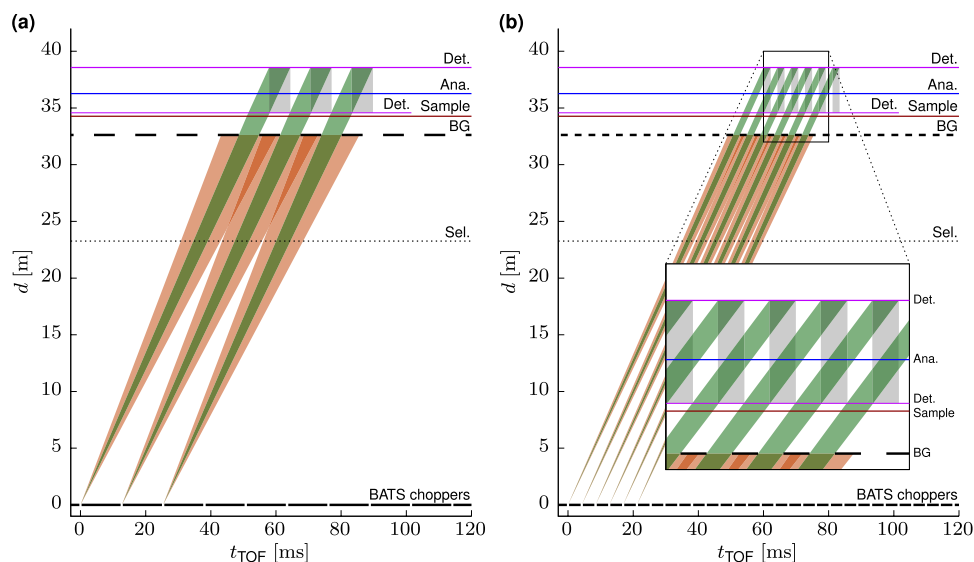 (a)
40
35
30
25
20
15
10
5
0
d [m]
Det.
Ana.
Det.
Sample
BG
Sel.
BATS choppers
0 20 40 60 80 100 120
tTOF [ms]
(b)
40
35
30
25
20
15
10
5
0
d [m]
Det.
Ana.
Det.
Sample
BG
Sel.
Det.
Ana.
Det.
Sample
BG
BATS choppers
0 20 40 60 80 100 120
tTOF [ms]